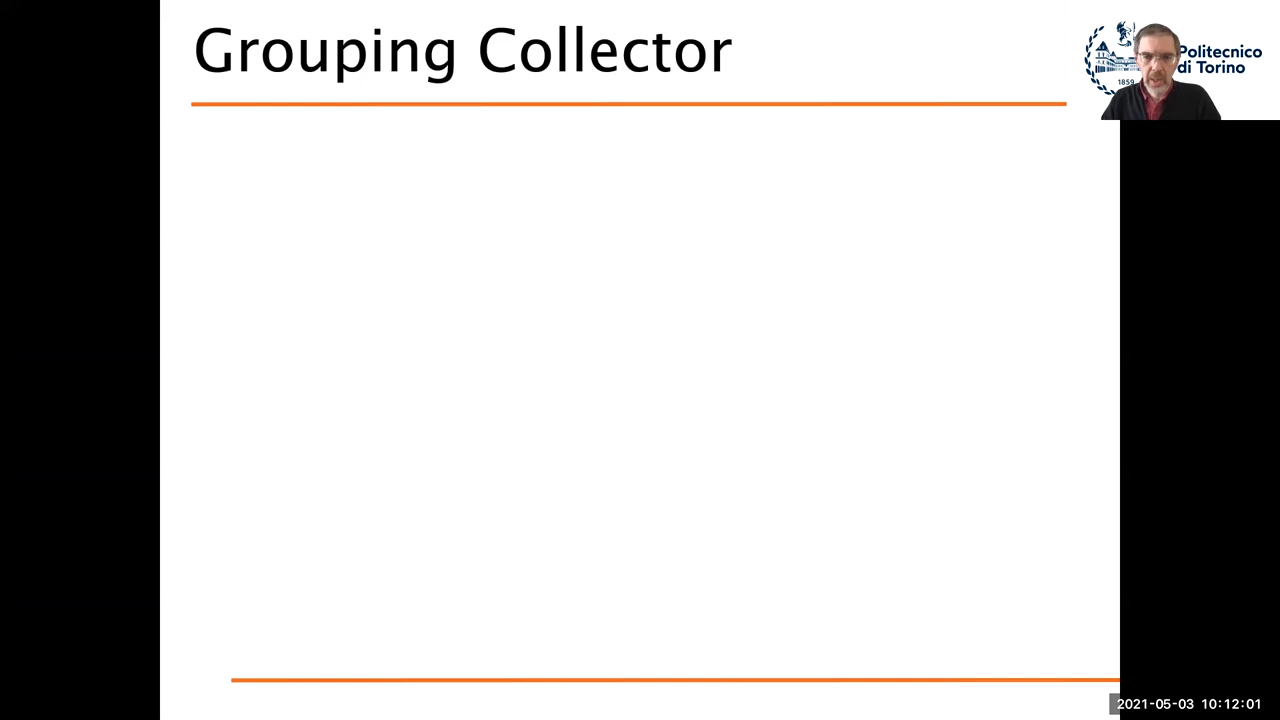 Grouping Collector
Politecnico
di Torino
1859
2021-05-03 10:12:01